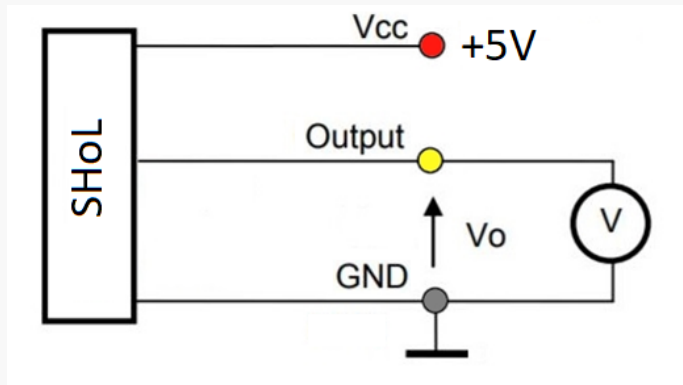 Vcc
+5V
SHoL
Output
V
Vo
GND